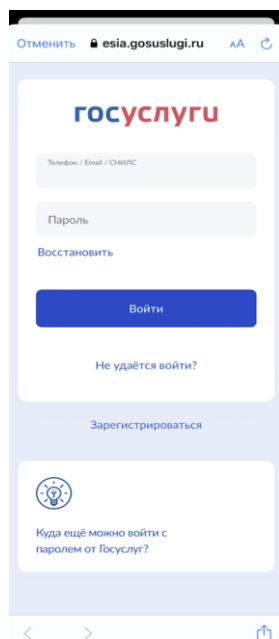 Отменить esia.gosuslugi.ru AA
госуслуги
Телефон / Email / СНИЛС
Пароль
Восстановить
Войти
Не удаётся войти?
Зарегистрироваться
Куда ещё можно войти с
паролем от Госуслуг?